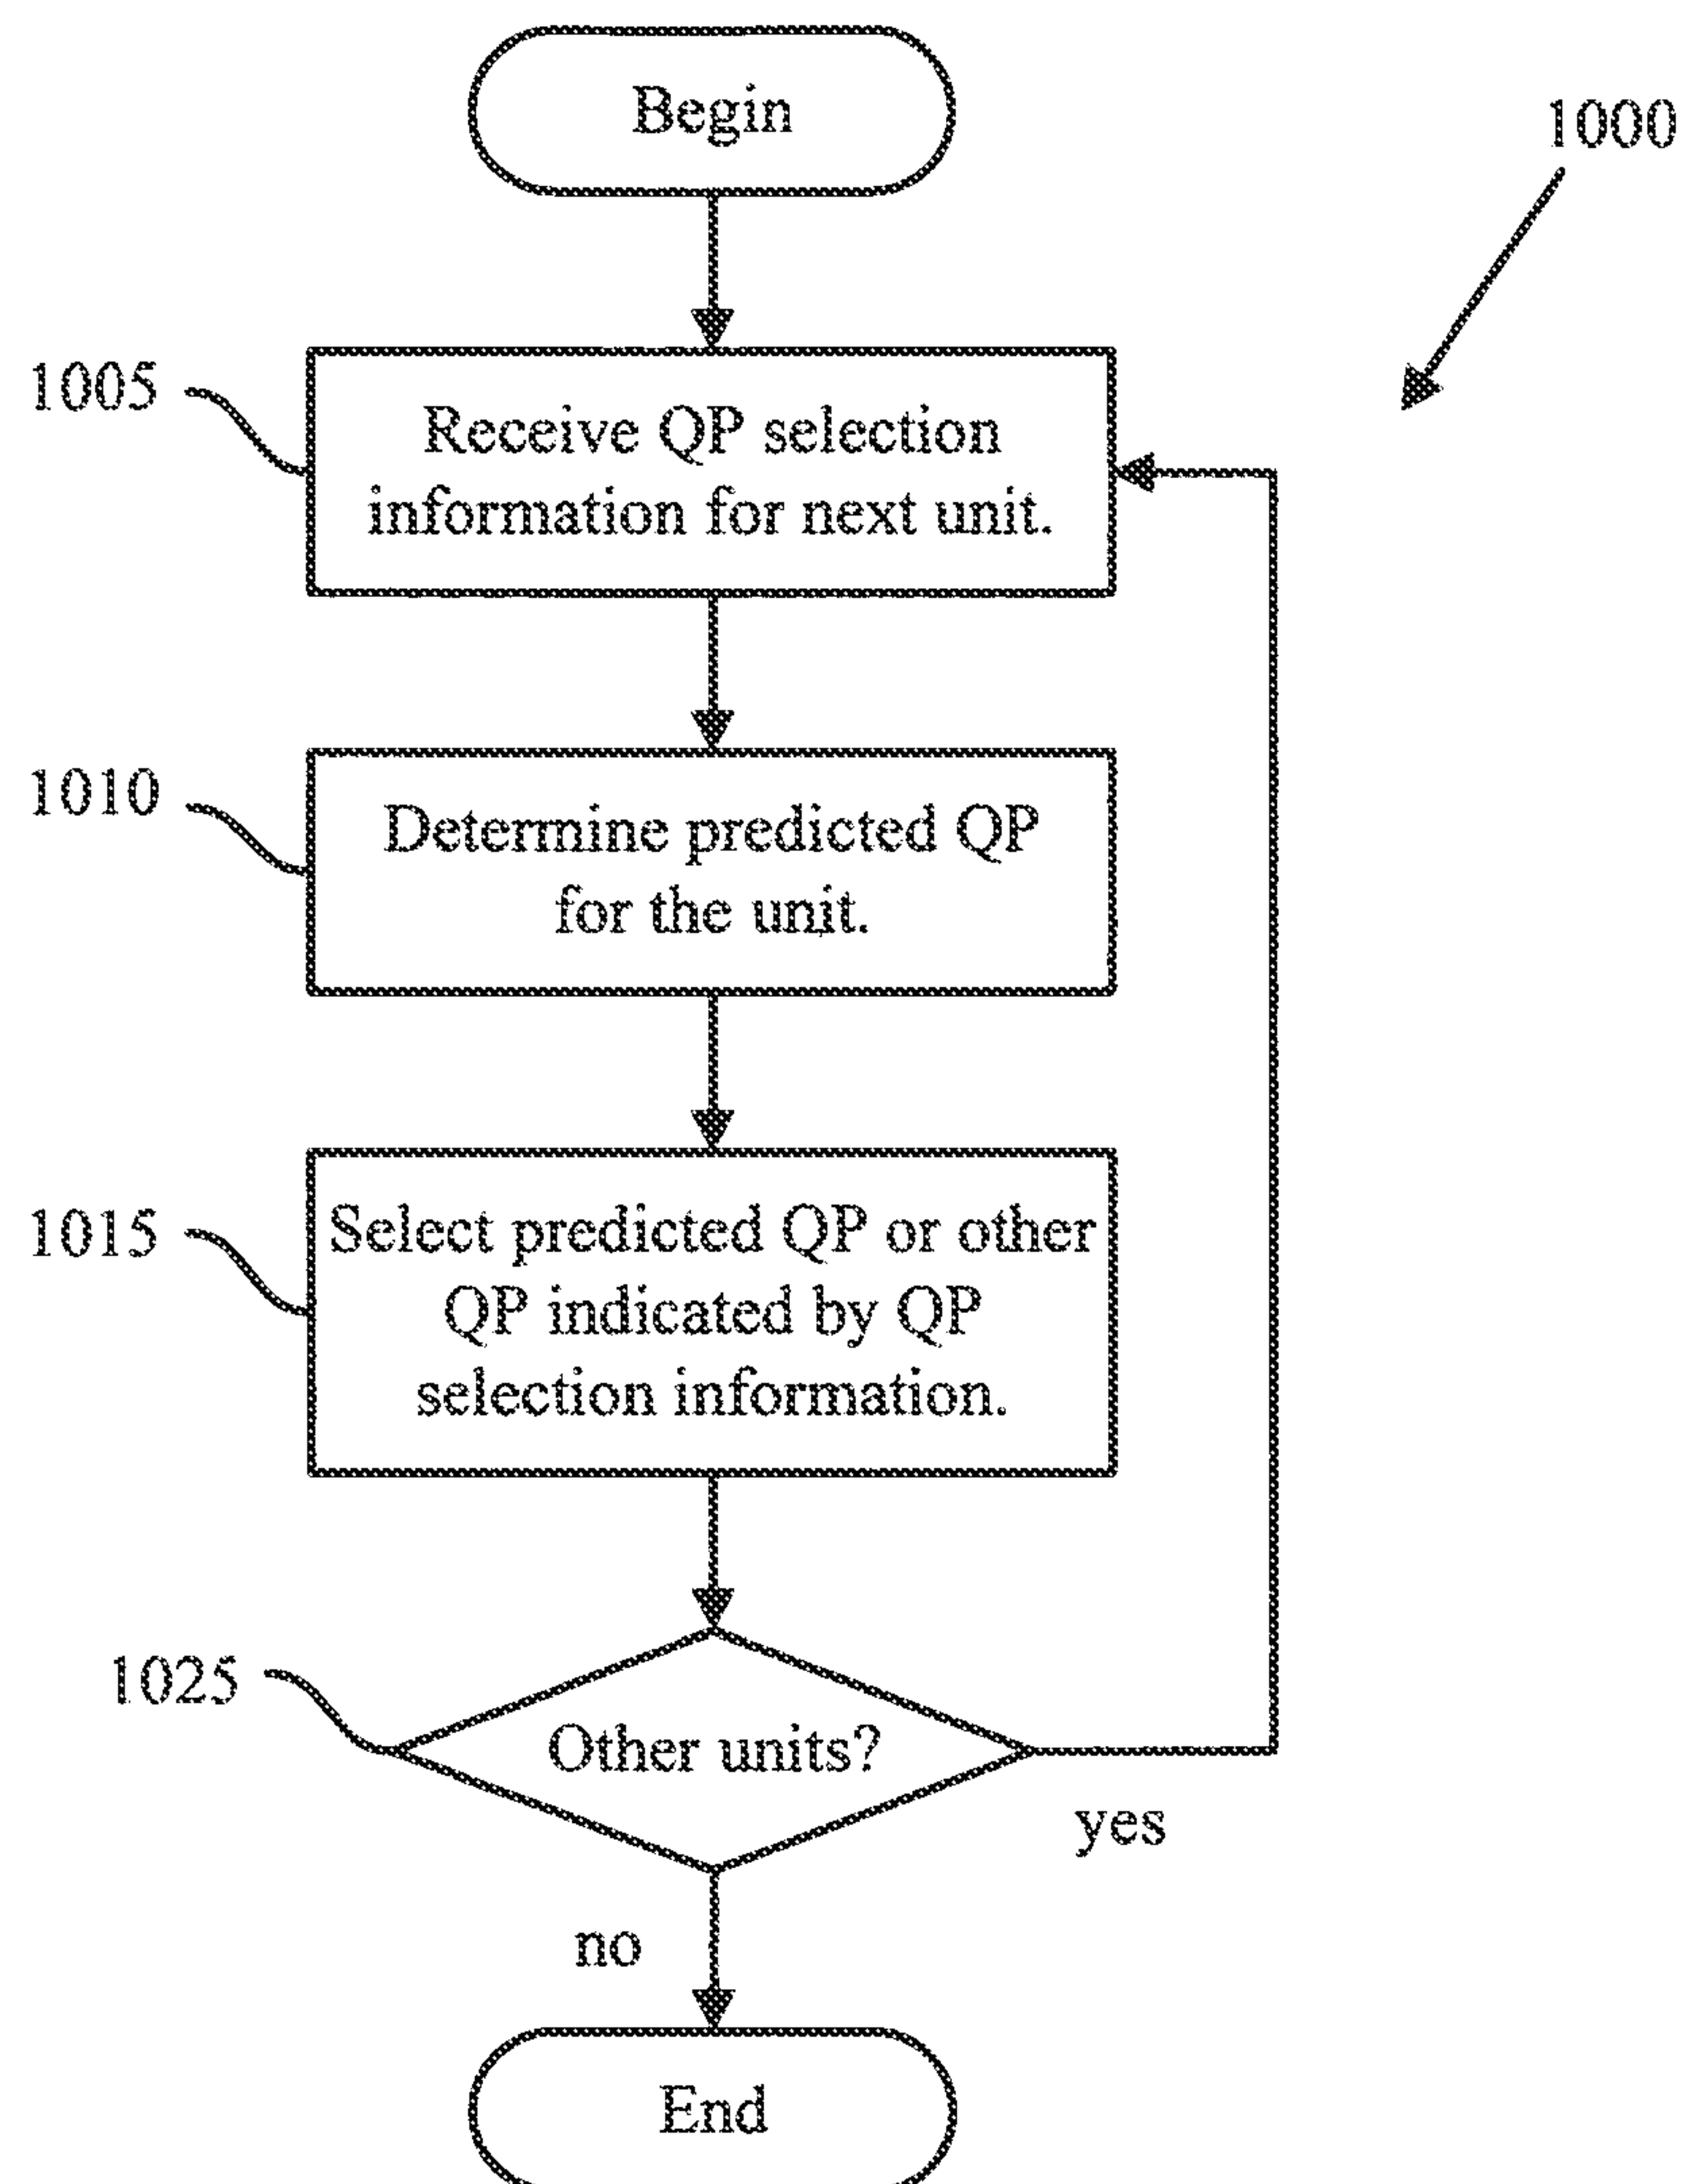 Begin
1000
1005
Receive QP selection
information for next unit.
1010
Determine predicted QP
for the unit.
1015
Select predicted QP or other
QP indicated by QP
selection information.
1025
Other units?
yes
no
End